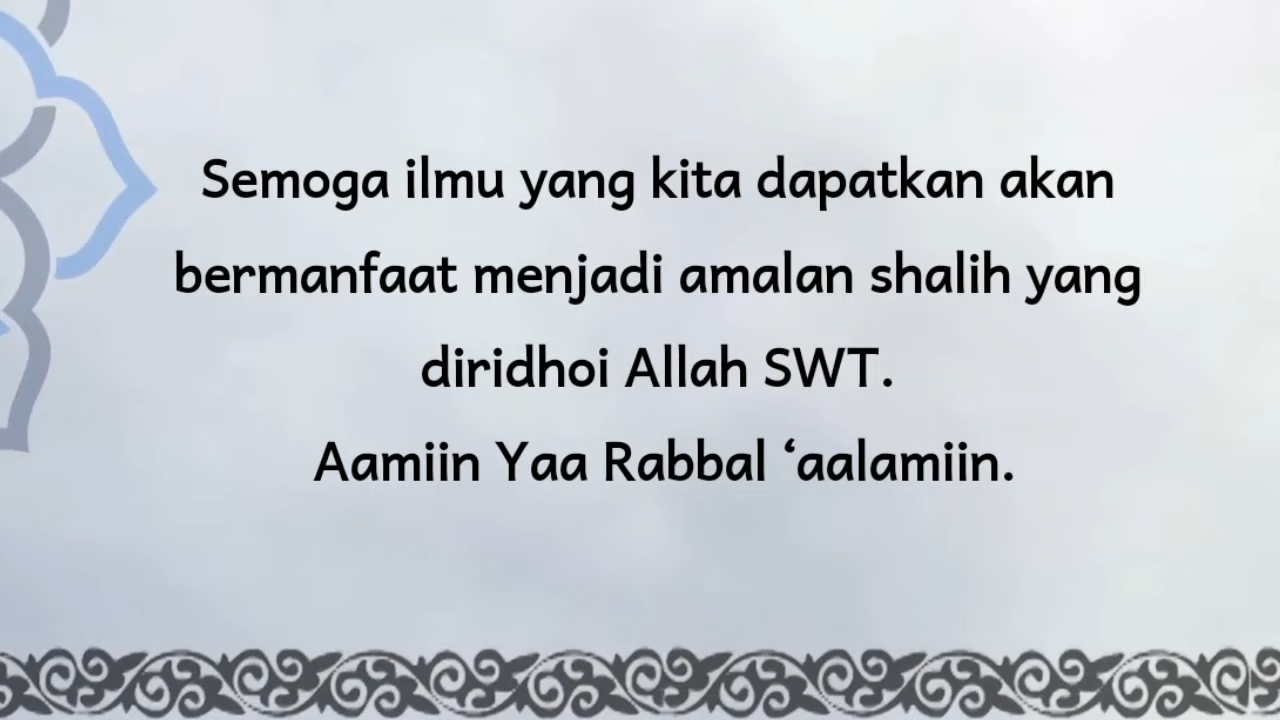 Semoga ilmu yang kita dapatkan akan
bermanfaat menjadi amalan shalih yang
diridhoi Allah SWT.
Aamiin Yaa Rabbal ‘aalamiin.